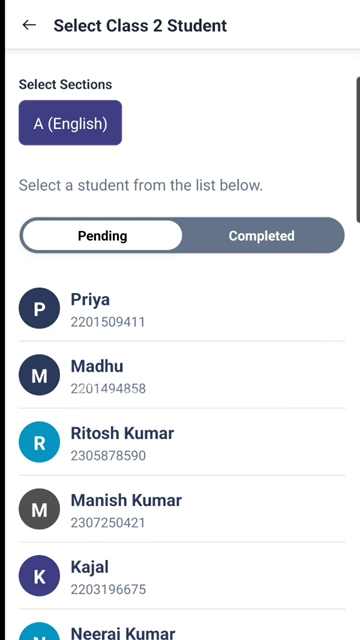 Select Class 2 Student
Select Sections
A (English)
Select a student from the list below.
Pending
Completed
P
Priya
2201509411
M
Madhu
2201494858
R
Ritosh Kumar
2305878590
M
Manish Kumar
2307250421
K
Kajal
2203196675
N
Neeraj Kumar